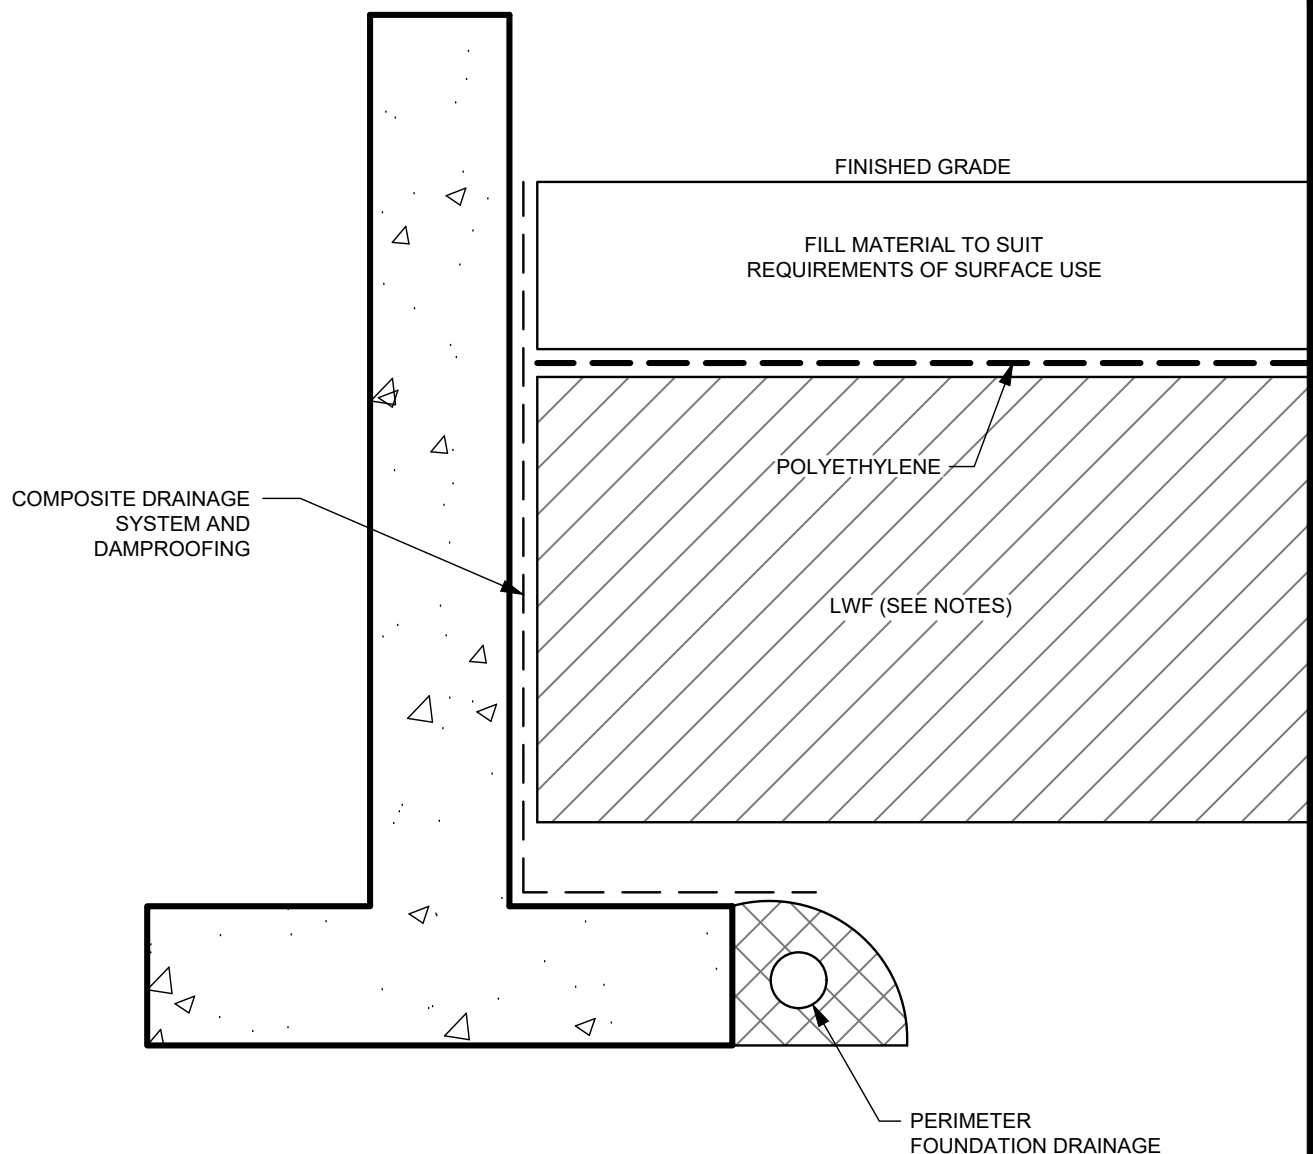 FINISHED GRADE
FILL MATERIAL TO SUIT
REQUIREMENTS OF SURFACE USE
POLYETHYLENE
COMPOSITE DRAINAGE
SYSTEM AND
DAMPROOFING
LWF (SEE NOTES)
PERIMETER
FOUNDATION DRAINAGE